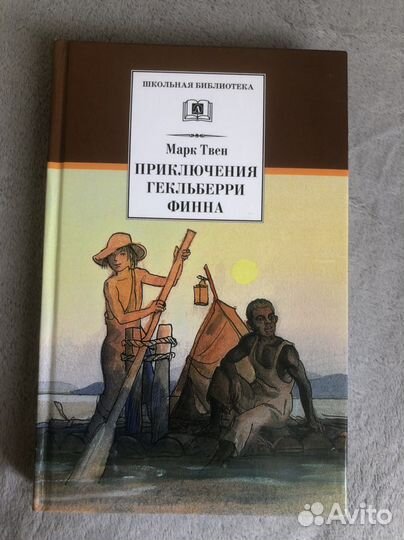 ШКОЛЬНАЯ БИБЛИОТЕКА
Марк Твен
ПРИКЛЮЧЕНИЯ
ГЕКЛЬБЕРРИ
ФИННА
Avito